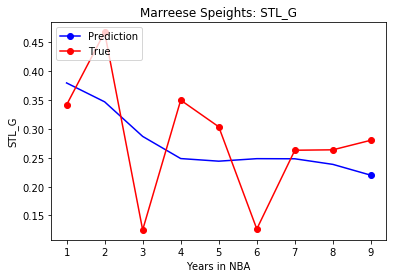 Marreese Speights: STL_G
Prediction
True
0.45
0.40
0.35
0.30
0.25
0.20
0.15
STL_G
1 2 3 4 5 6 7 8 9
Years in NBA